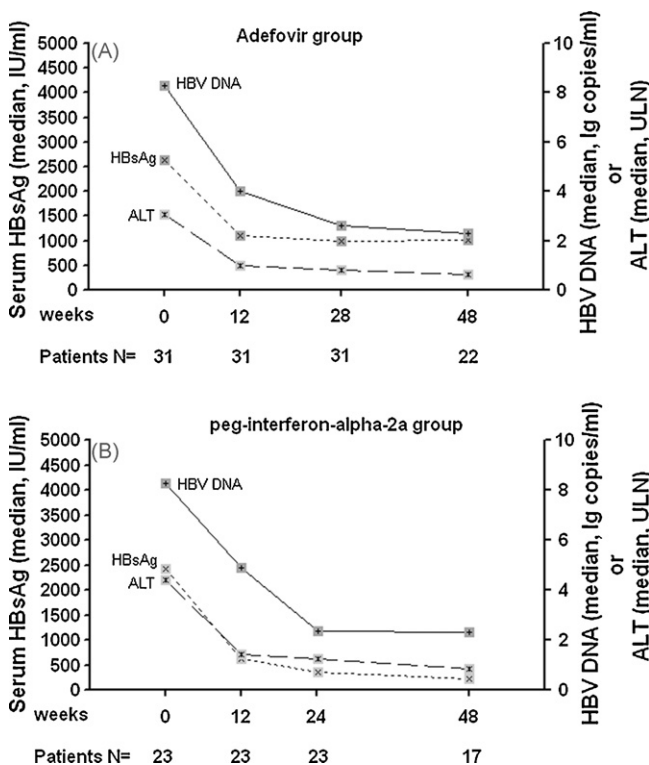 (A)
Adefovir group
Serum HBsAg (median, IU/ml)
5000
4500
4000
3500
3000
2500
2000
1500
1000
500
0
HBV DNA
HBsAg
ALT
10
8
6
4
2
0
HBV DNA (median, lg copies/ml)
or
ALT (median, ULN)
weeks 0 12 28 48
Patients N= 31 31 31 22
(B)
peg-interferon-alpha-2a group
Serum HBsAg (median, IU/ml)
5000
4500
4000
3500
3000
2500
2000
1500
1000
500
0
HBV DNA
HBsAg
ALT
10
8
6
4
2
0
HBV DNA (median, lg copies/ml)
or
ALT (median, ULN)
weeks 0 12 24 48
Patients N= 23 23 23 17